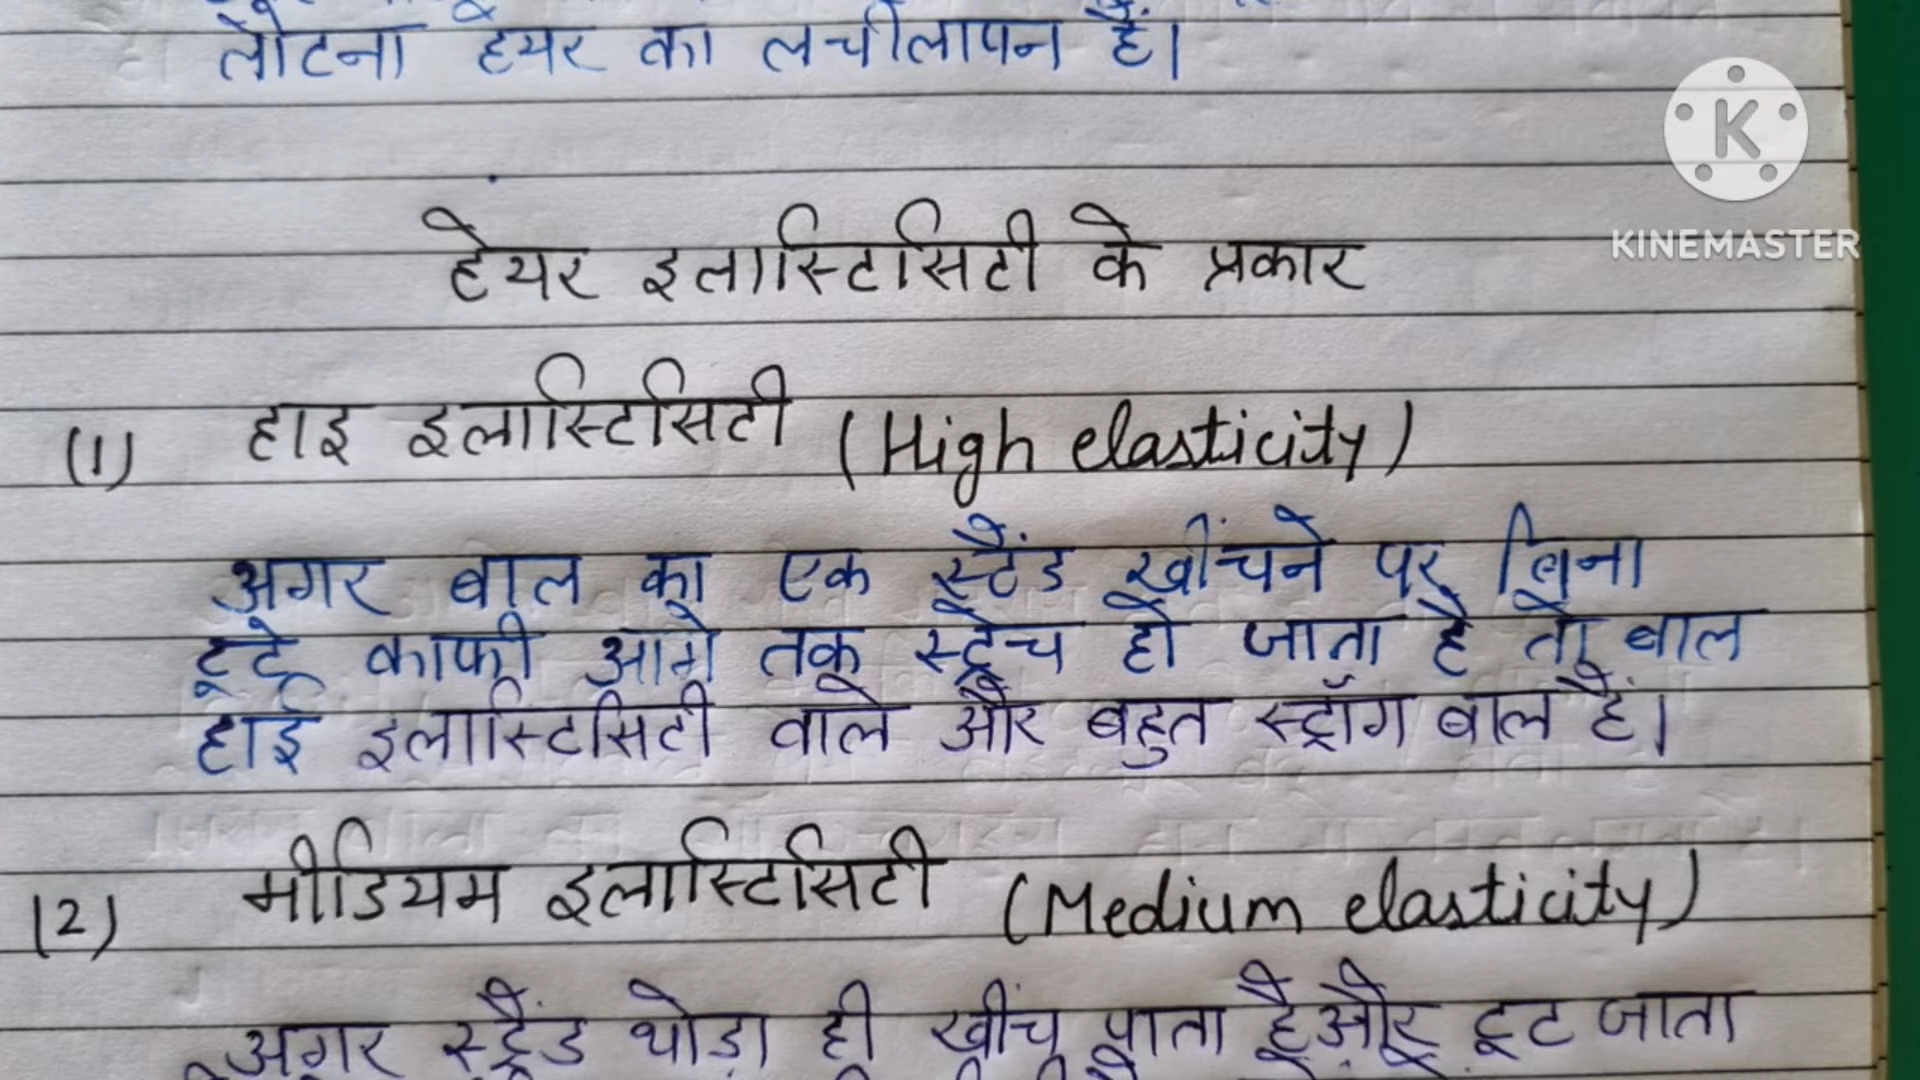 लौटना हेयर का लचीलापन है।
हेयर इलास्टिसिटी के प्रकार
(1) हाइ इलास्टिसिटी (High elasticity)
अगर बाल का एक स्टैंड खींचने पर बिना
टूटे काफी आगे तक स्ट्रेच हो जाता है तो बाल
हाई इलास्टिसिटी वाले और बहुत स्ट्रॉग बाल हैं।
(2) मीडियम इलास्टिसिटी (Medium elasticity)
अगर स्ट्रैंड थोड़ा ही खींच पाता है और टूट जाता
K
KINEMASTER